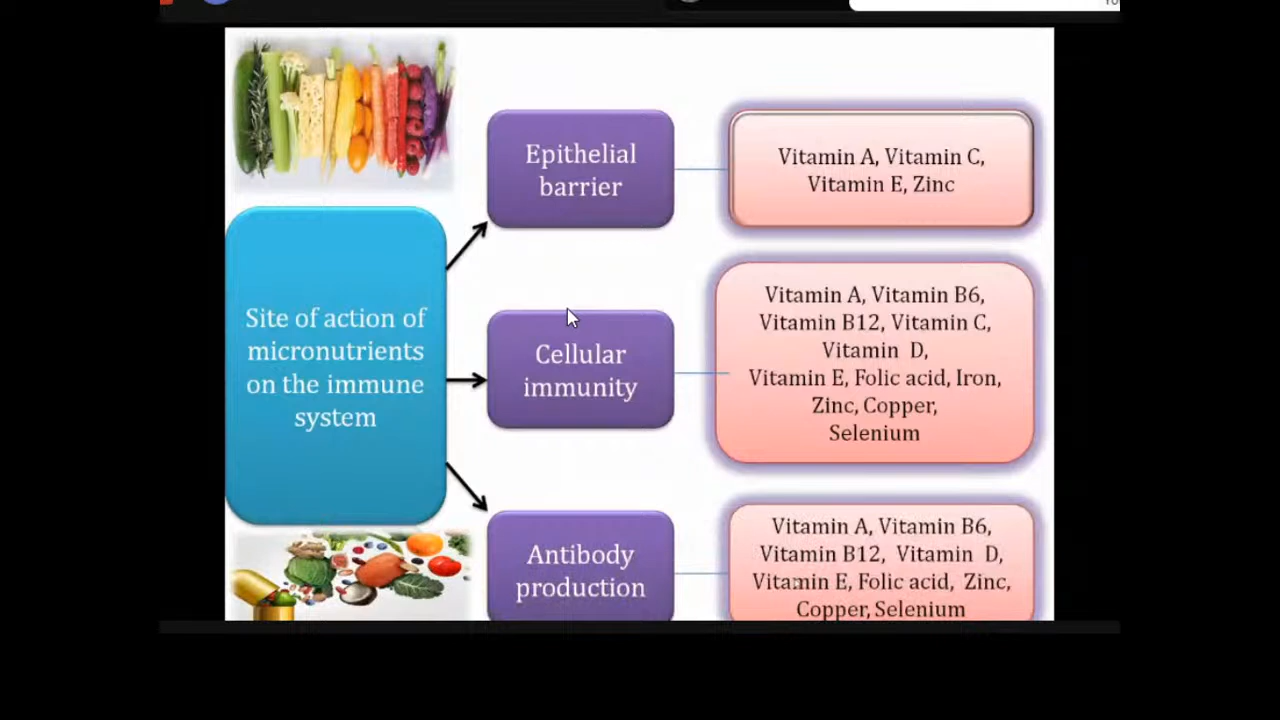 Site of action of
micronutrients
on the immune
system
Epithelial
barrier
Vitamin A, Vitamin C,
Vitamin E, Zinc
Cellular
immunity
Vitamin A, Vitamin B6,
Vitamin B12, Vitamin C,
Vitamin D,
Vitamin E, Folic acid, Iron,
Zinc, Copper,
Selenium
Antibody
production
Vitamin A, Vitamin B6,
Vitamin B12, Vitamin D,
Vitamin E, Folic acid, Zinc,
Copper, Selenium